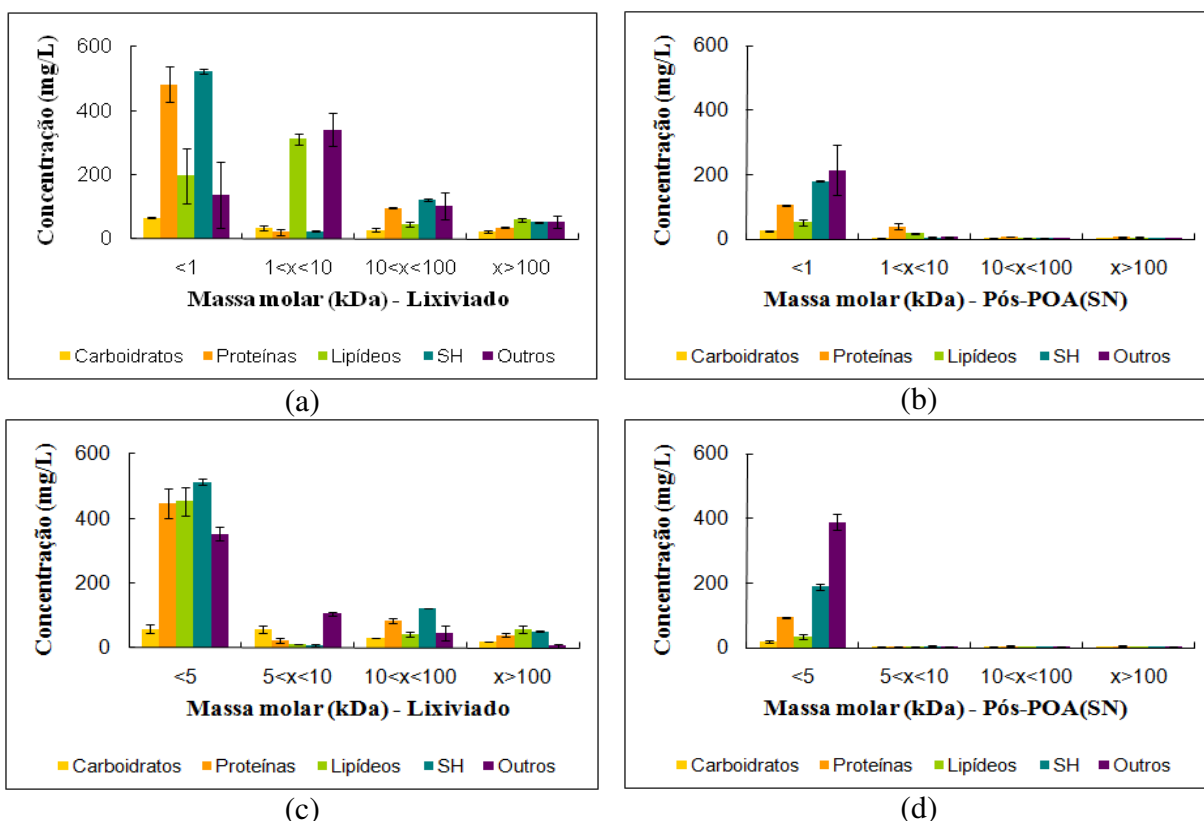 Concentração (mg/L)
600
400
200
0
<1
1<x<10
10<x<100
x>100
Massa molar (kDa) - Lixiviado
Carboidratos Proteínas Lipídeos SH Outros
(a)
Concentração (mg/L)
600
400
200
0
<1
1<x<10
10<x<100
x>100
Massa molar (kDa) - Pós-POA(SN)
Carboidratos Proteínas Lipídeos SH Outros
(b)
Concentração (mg/L)
600
400
200
0
<5
5<x<10
10<x<100
x>100
Massa molar (kDa) - Lixiviado
Carboidratos Proteínas Lipídeos SH Outros
(c)
Concentração (mg/L)
600
400
200
0
<5
5<x<10
10<x<100
x>100
Massa molar (kDa) - Pós-POA(SN)
Carboidratos Proteínas Lipídeos SH Outros
(d)